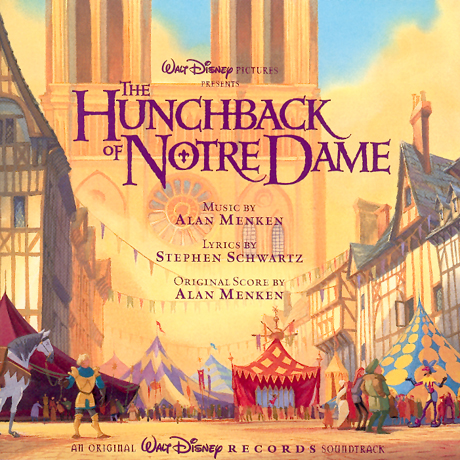 Walt Disney Pictures
Presents
The
Hunchback
of Notre Dame
Music by
Alan Menken
Lyrics by
Stephen Schwartz
Original Score by
Alan Menken
An Original Walt Disney Records Soundtrack